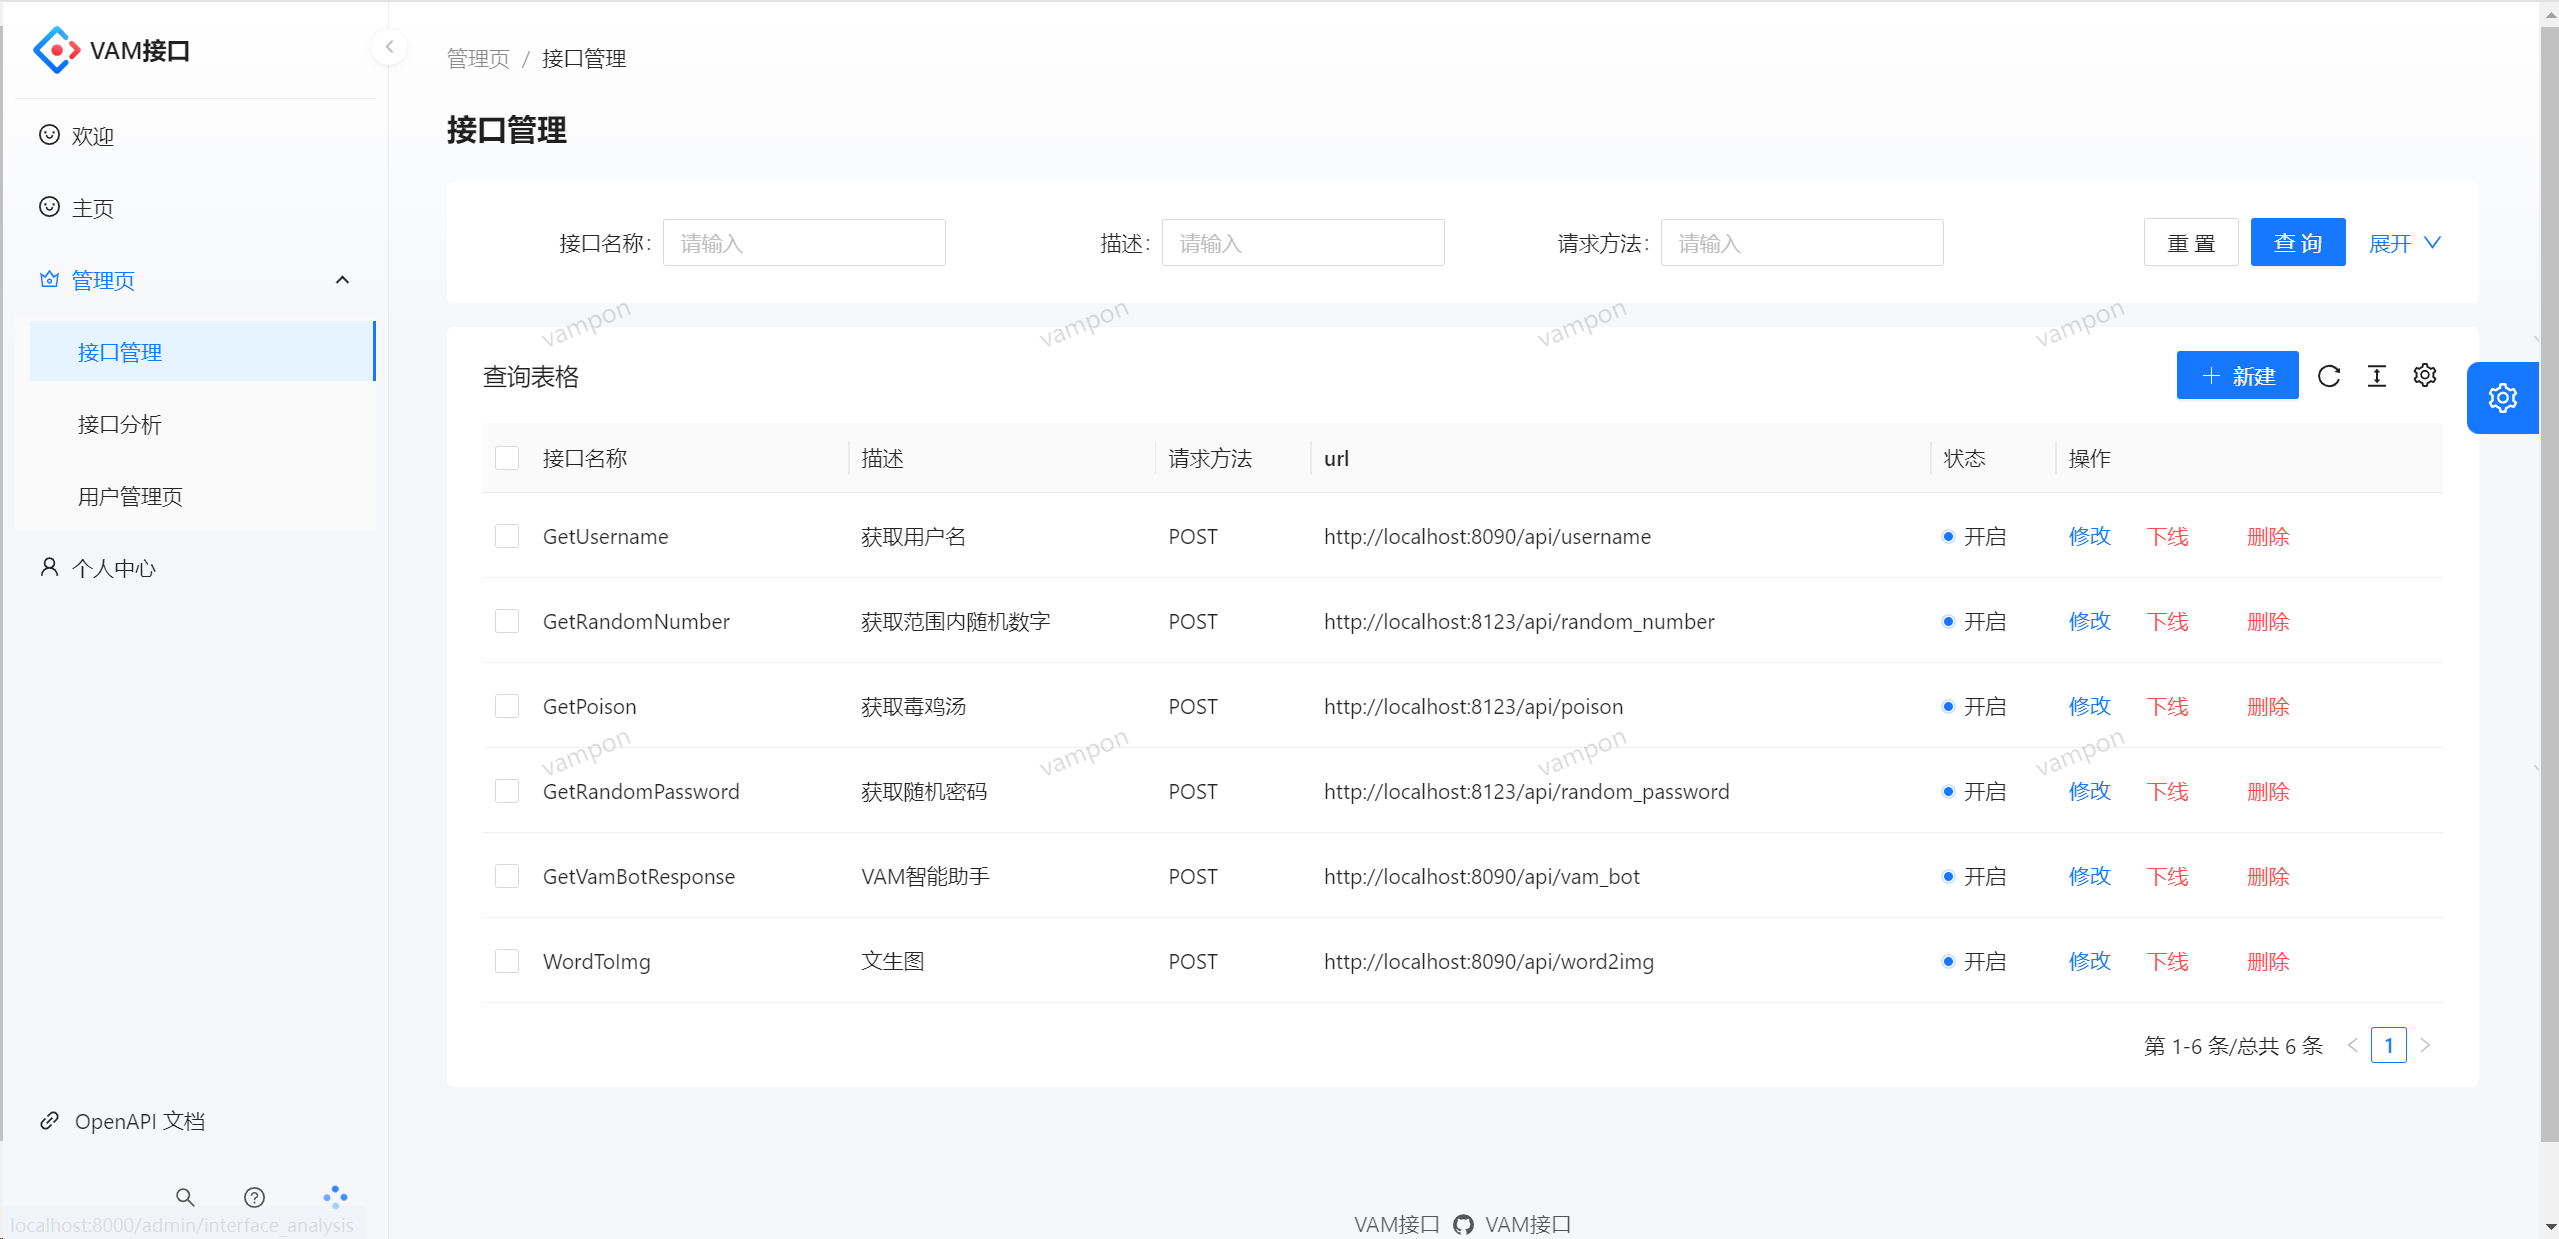 VAM接口
欢迎
主页
管理页
接口管理
接口分析
用户管理页
个人中心
OpenAPI 文档
localhost:8000/admin/interface_analysis
管理页 / 接口管理
接口管理
接口名称: 请输入 描述: 请输入 请求方法: 请输入 重 置 查 询 展开
vampon vampon vampon vampon
查询表格 新建
接口名称 描述 请求方法 url 状态 操作
GetUsername 获取用户名 POST http://localhost:8090/api/username 开启 修改 下线 删除
GetRandomNumber 获取范围内随机数字 POST http://localhost:8123/api/random_number 开启 修改 下线 删除
GetPoison 获取毒鸡汤 POST http://localhost:8123/api/poison 开启 修改 下线 删除
vampon vampon vampon vampon
GetRandomPassword 获取随机密码 POST http://localhost:8123/api/random_password 开启 修改 下线 删除
GetVamBotResponse VAM智能助手 POST http://localhost:8090/api/vam_bot 开启 修改 下线 删除
WordToImg 文生图 POST http://localhost:8090/api/word2img 开启 修改 下线 删除
第 1-6 条/总共 6 条 1
VAM接口 VAM接口